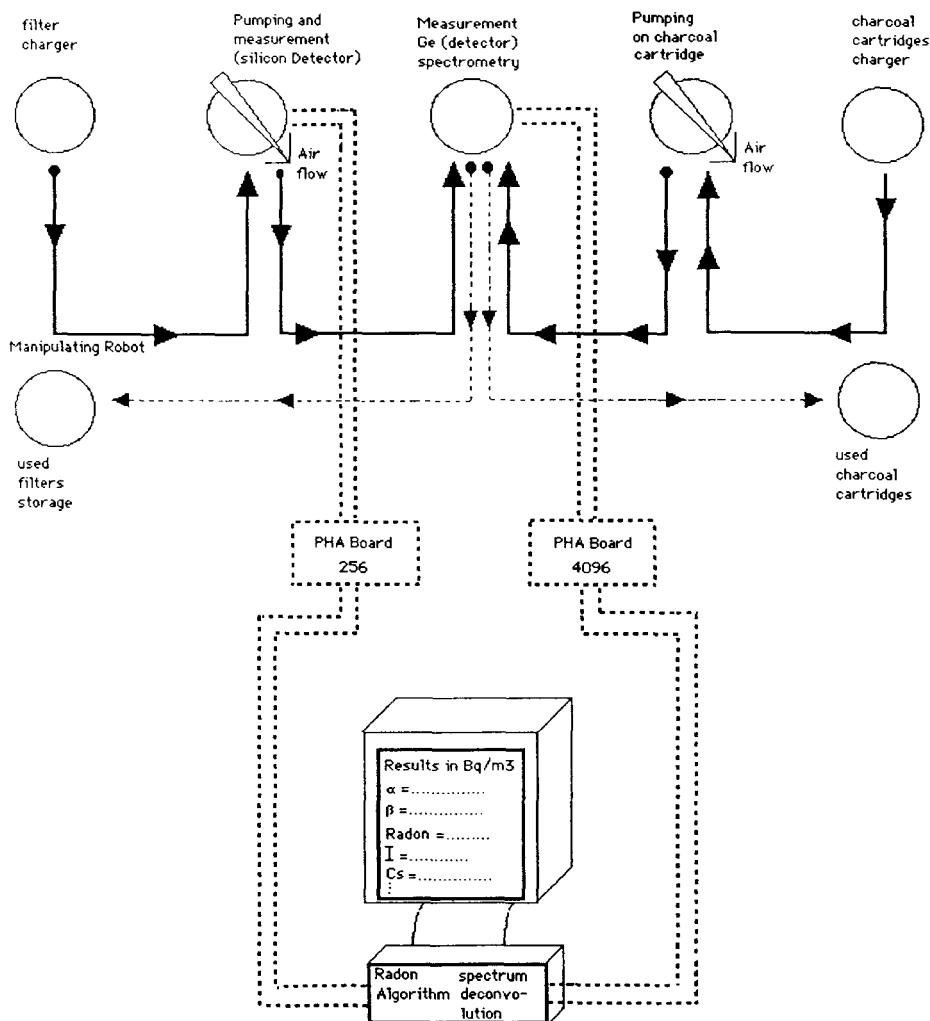 filter
charger
Pumping and
measurement
(silicon Detector)
Measurement
Ge (detector)
spectrometry
Pumping
on charcoal
cartridge
charcoal
cartridges
charger
Air
flow
Air
flow
Manipulating Robot
used
filters
storage
used
charcoal
cartridges
PHA Board
256
PHA Board
4096
Results in Bq/m3
α =..............
β =..............
Radon =.........
I =...........
Cs =..............
Radon
Algorithm
spectrum
deconvo-
lution